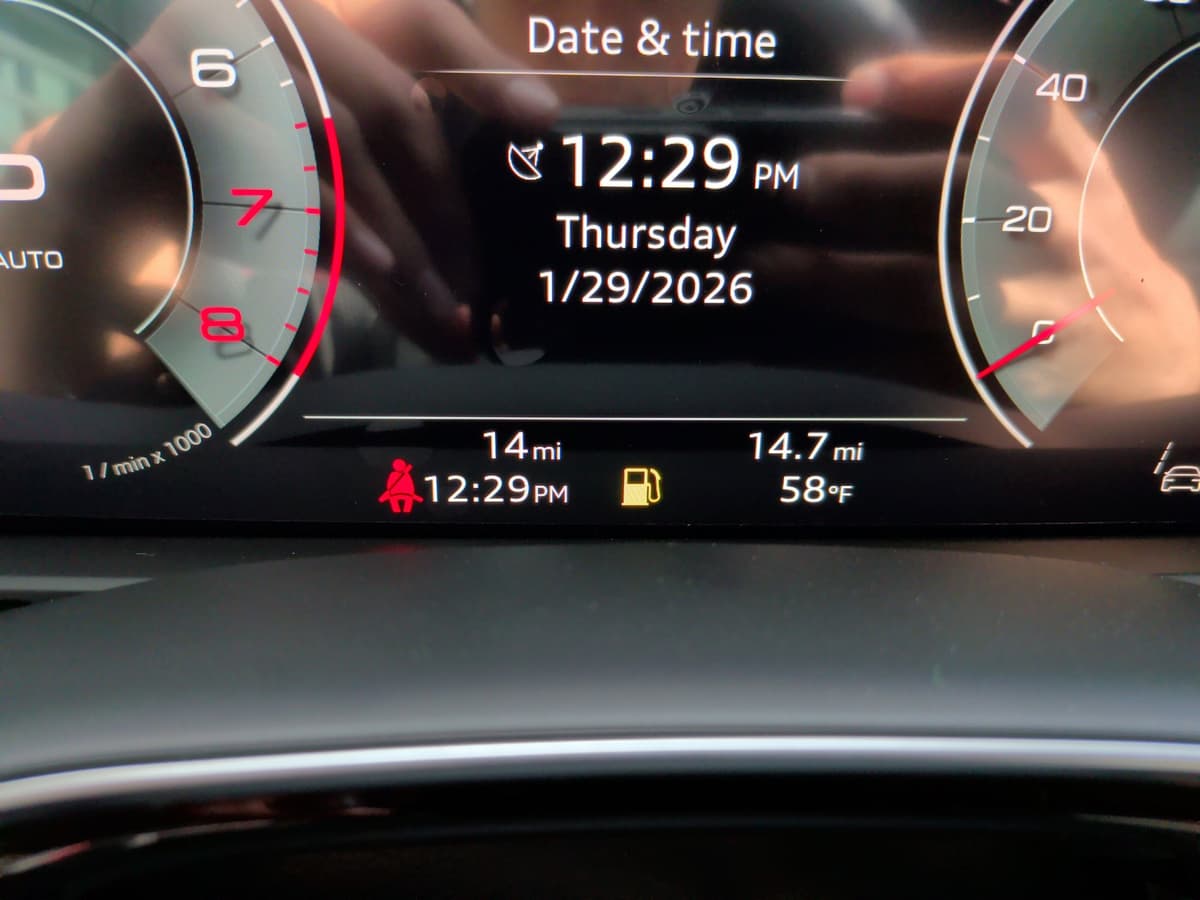 Date & time
12:29 PM
Thursday
1/29/2026
6
7
8
AUTO
1/min x 1000
40
20
0
14 mi
14.7 mi
12:29 PM
58°F